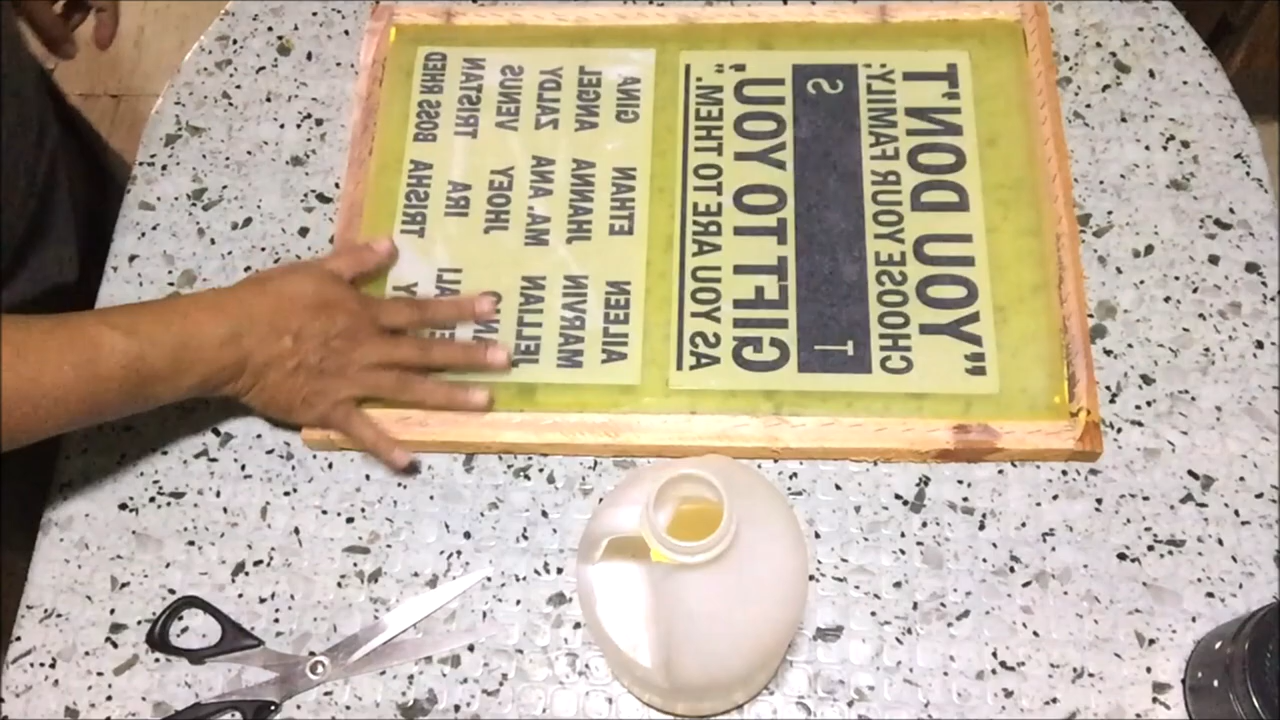 “YOU DON'T
CHOOSE YOUR FAMILY,
T S
GIFT TO YOU,
AS YOU ARE TO THEM.”
AILEEN ETHAN GINA
MARVIN JHANNA ANGEL
JELLIAN MA. ANA ZALDY
JHOEY VENUS
IRA TRISTAN
TRISHA BOSS RHED